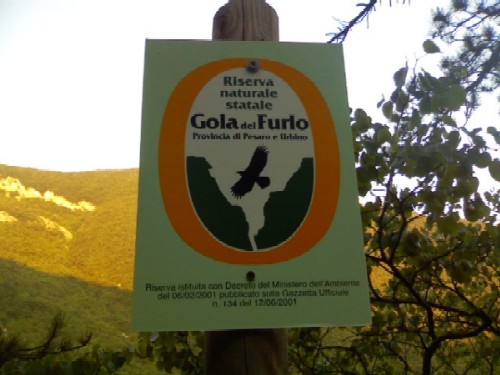 Riserva
naturale
statale
Gola del Furlo
Provincia di Pesaro e Urbino
Riserva istituita con Decreto del Ministero dell'Ambiente
del 06/02/2001 pubblicato sulla Gazzetta Ufficiale
n. 134 del 12/06/2001